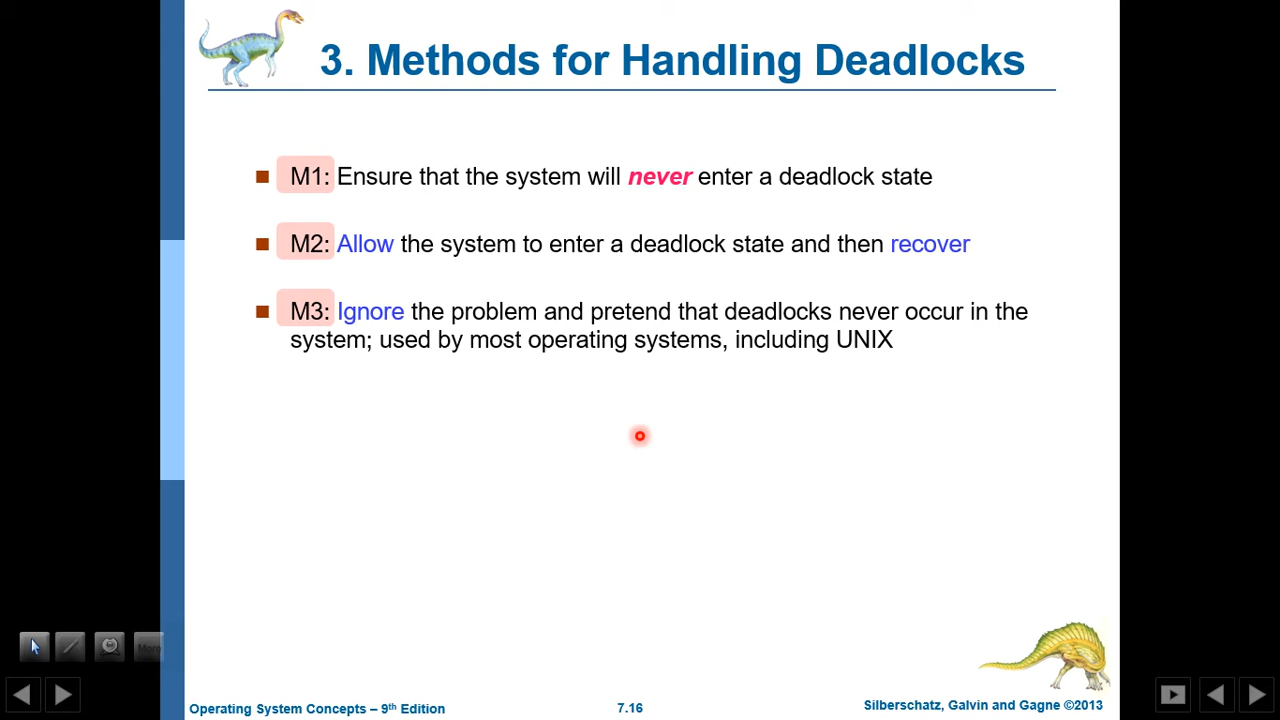 3. Methods for Handling Deadlocks
M1: Ensure that the system will never enter a deadlock state
M2: Allow the system to enter a deadlock state and then recover
M3: Ignore the problem and pretend that deadlocks never occur in the
system; used by most operating systems, including UNIX
More
Operating System Concepts – 9th Edition
7.16
Silberschatz, Galvin and Gagne ©2013